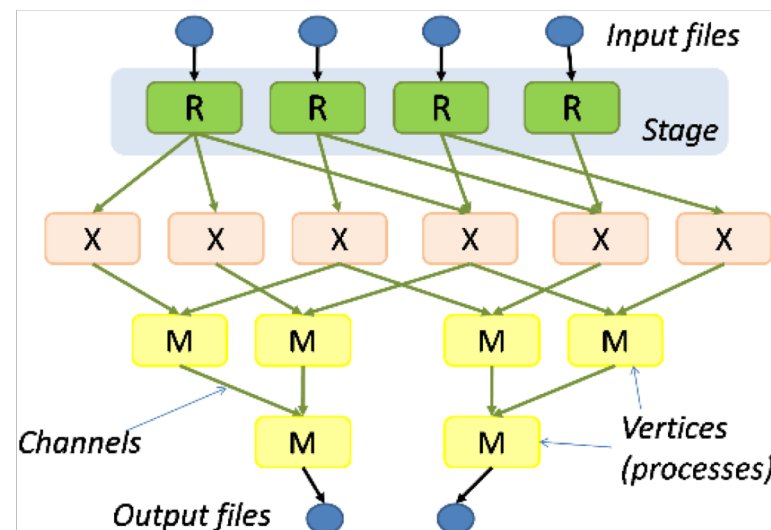 Input files
R R R R
Stage
X X X X X X
M M M M
Channels
M M
Vertices
(processes)
Output files